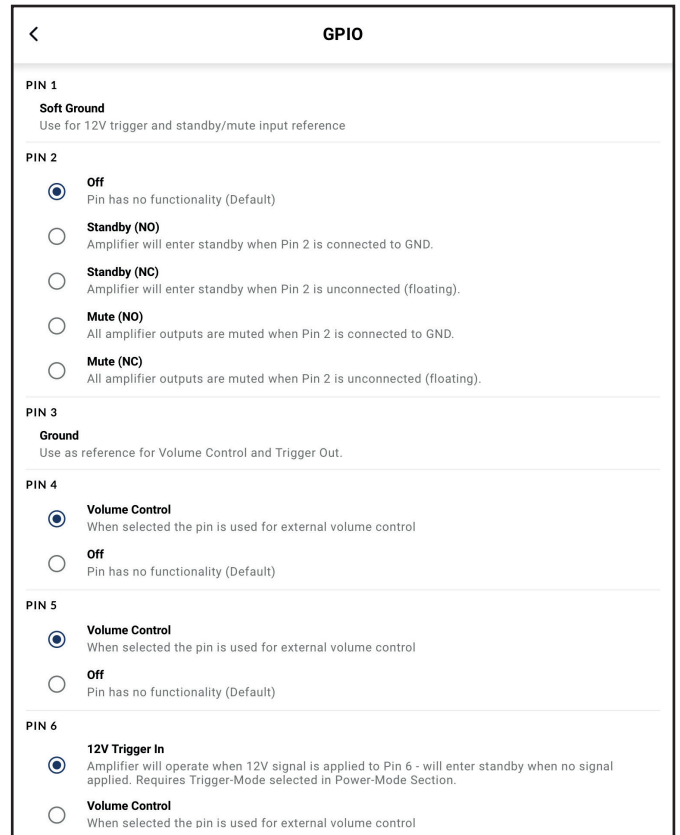 GPIO
PIN 1
Soft Ground
Use for 12V trigger and standby/mute input reference
PIN 2
Off
Pin has no functionality (Default)
Standby (NO)
Amplifier will enter standby when Pin 2 is connected to GND.
Standby (NC)
Amplifier will enter standby when Pin 2 is unconnected (floating).
Mute (NO)
All amplifier outputs are muted when Pin 2 is connected to GND.
Mute (NC)
All amplifier outputs are muted when Pin 2 is unconnected (floating).
PIN 3
Ground
Use as reference for Volume Control and Trigger Out.
PIN 4
Volume Control
When selected the pin is used for external volume control
Off
Pin has no functionality (Default)
PIN 5
Volume Control
When selected the pin is used for external volume control
Off
Pin has no functionality (Default)
PIN 6
12V Trigger In
Amplifier will operate when 12V signal is applied to Pin 6 - will enter standby when no signal
applied. Requires Trigger-Mode selected in Power-Mode Section.
Volume Control
When selected the pin is used for external volume control